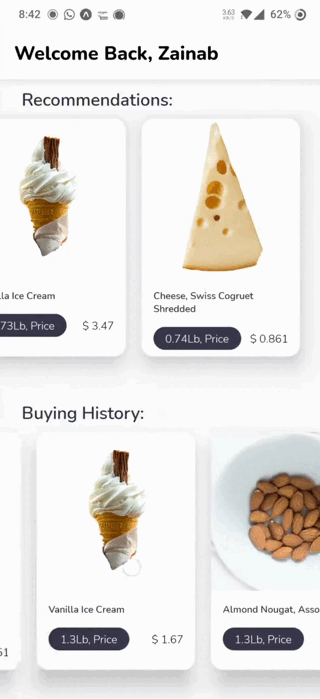 8:42
3.63
KB/S
62%
Welcome Back, Zainab
Recommendations:
lla Ice Cream
73Lb, Price
$ 3.47
Cheese, Swiss Cogruet
Shredded
0.74Lb, Price
$ 0.861
Buying History:
51
Vanilla Ice Cream
1.3Lb, Price
$ 1.67
Almond Nougat, Asso
1.3Lb, Price